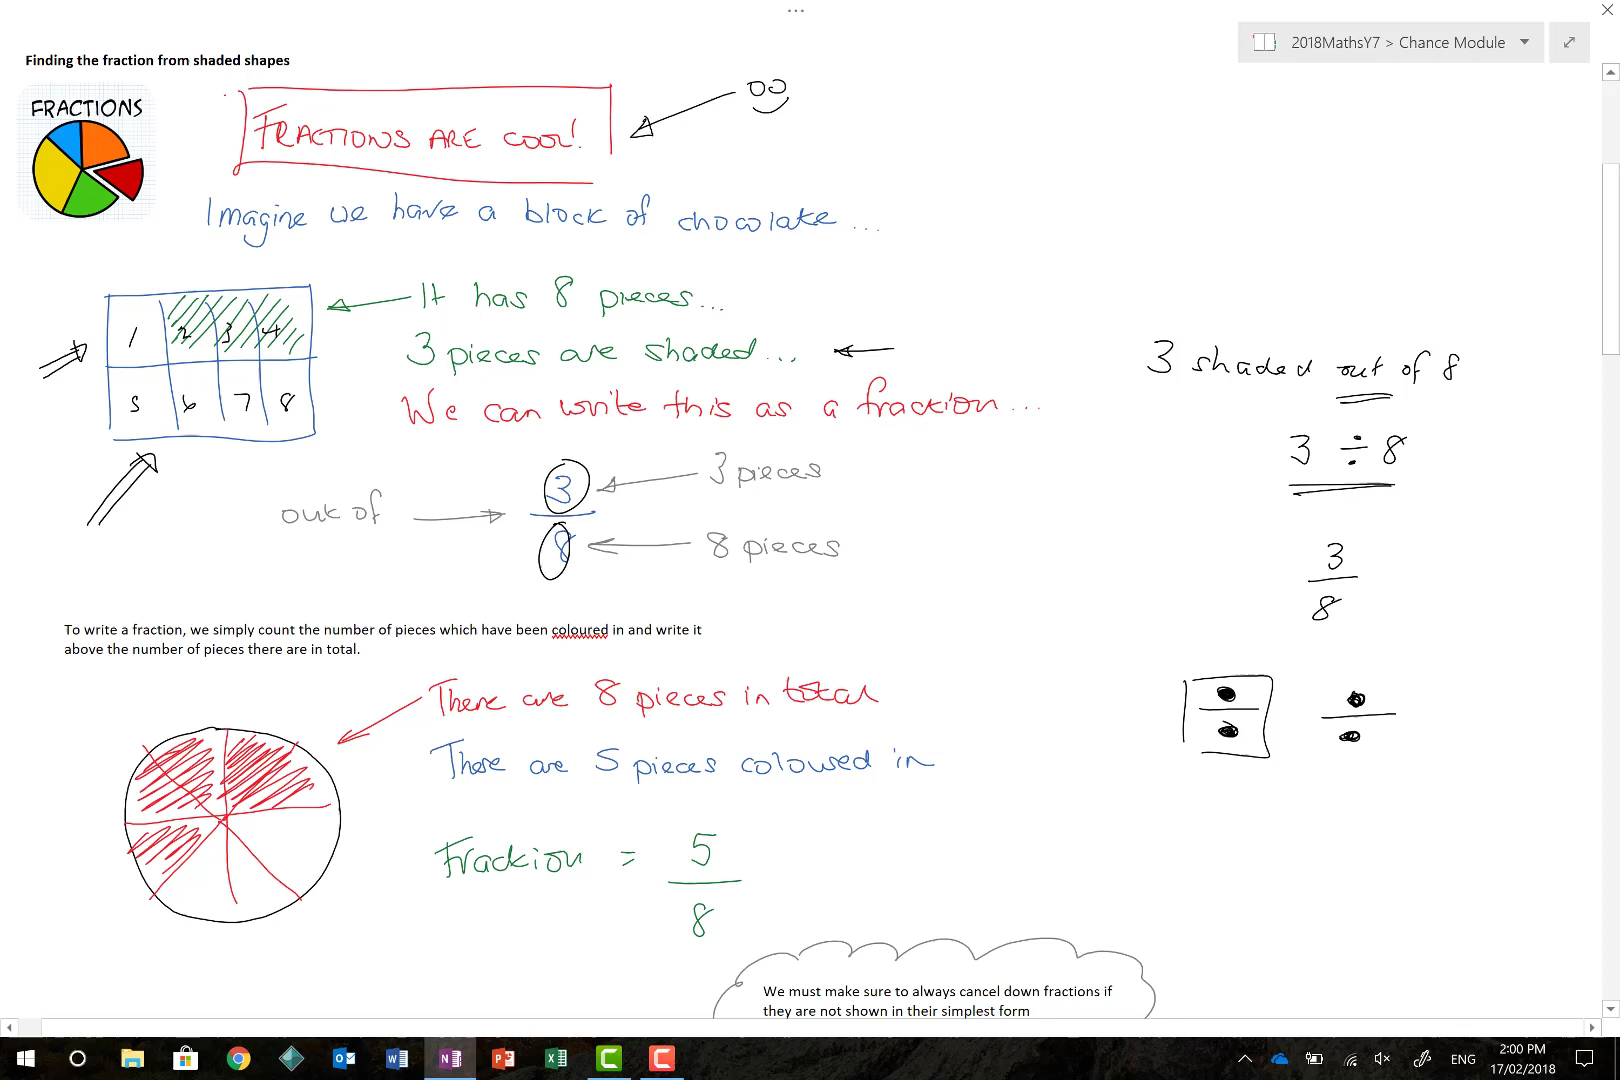 2018MathsY7 > Chance Module
Finding the fraction from shaded shapes
FRACTIONS
FRACTIONS ARE COOL!
Imagine we have a block of chocolate ...
1 2 3 4
5 6 7 8
It has 8 pieces...
3 pieces are shaded...
We can write this as a fraction...
out of
3
8
3 pieces
8 pieces
3 shaded out of 8
3 ÷ 8
3
8
÷ ÷
To write a fraction, we simply count the number of pieces which have been coloured in and write it
above the number of pieces there are in total.
There are 8 pieces in total
There are 5 pieces coloured in
Fraction = 5
8
We must make sure to always cancel down fractions if
they are not shown in their simplest form
ENG
2:00 PM
17/02/2018